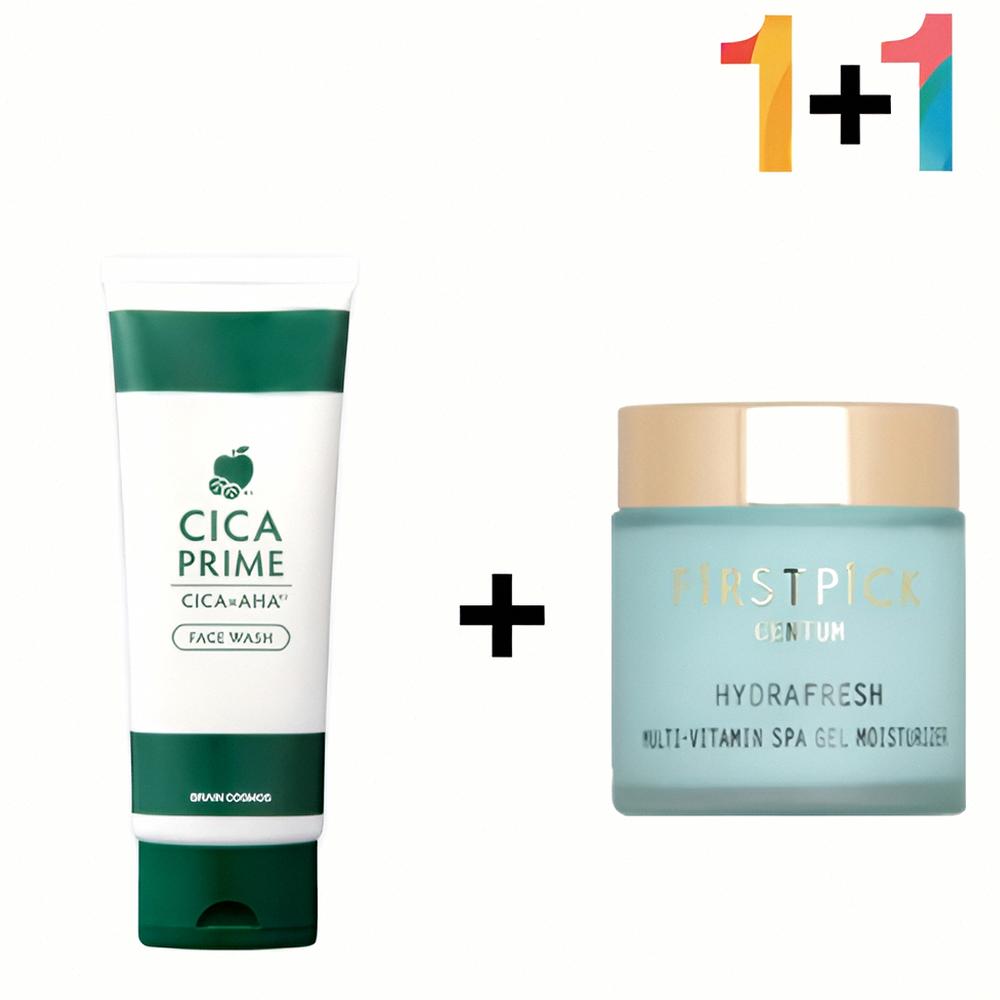 1+1
CICA
PRIME
CICA AHA
FACE WASH
+
FIRSTPICK
CENTUM
HYDRAFRESH
MULTI-VITAMIN SPA GEL MOISTURIZER